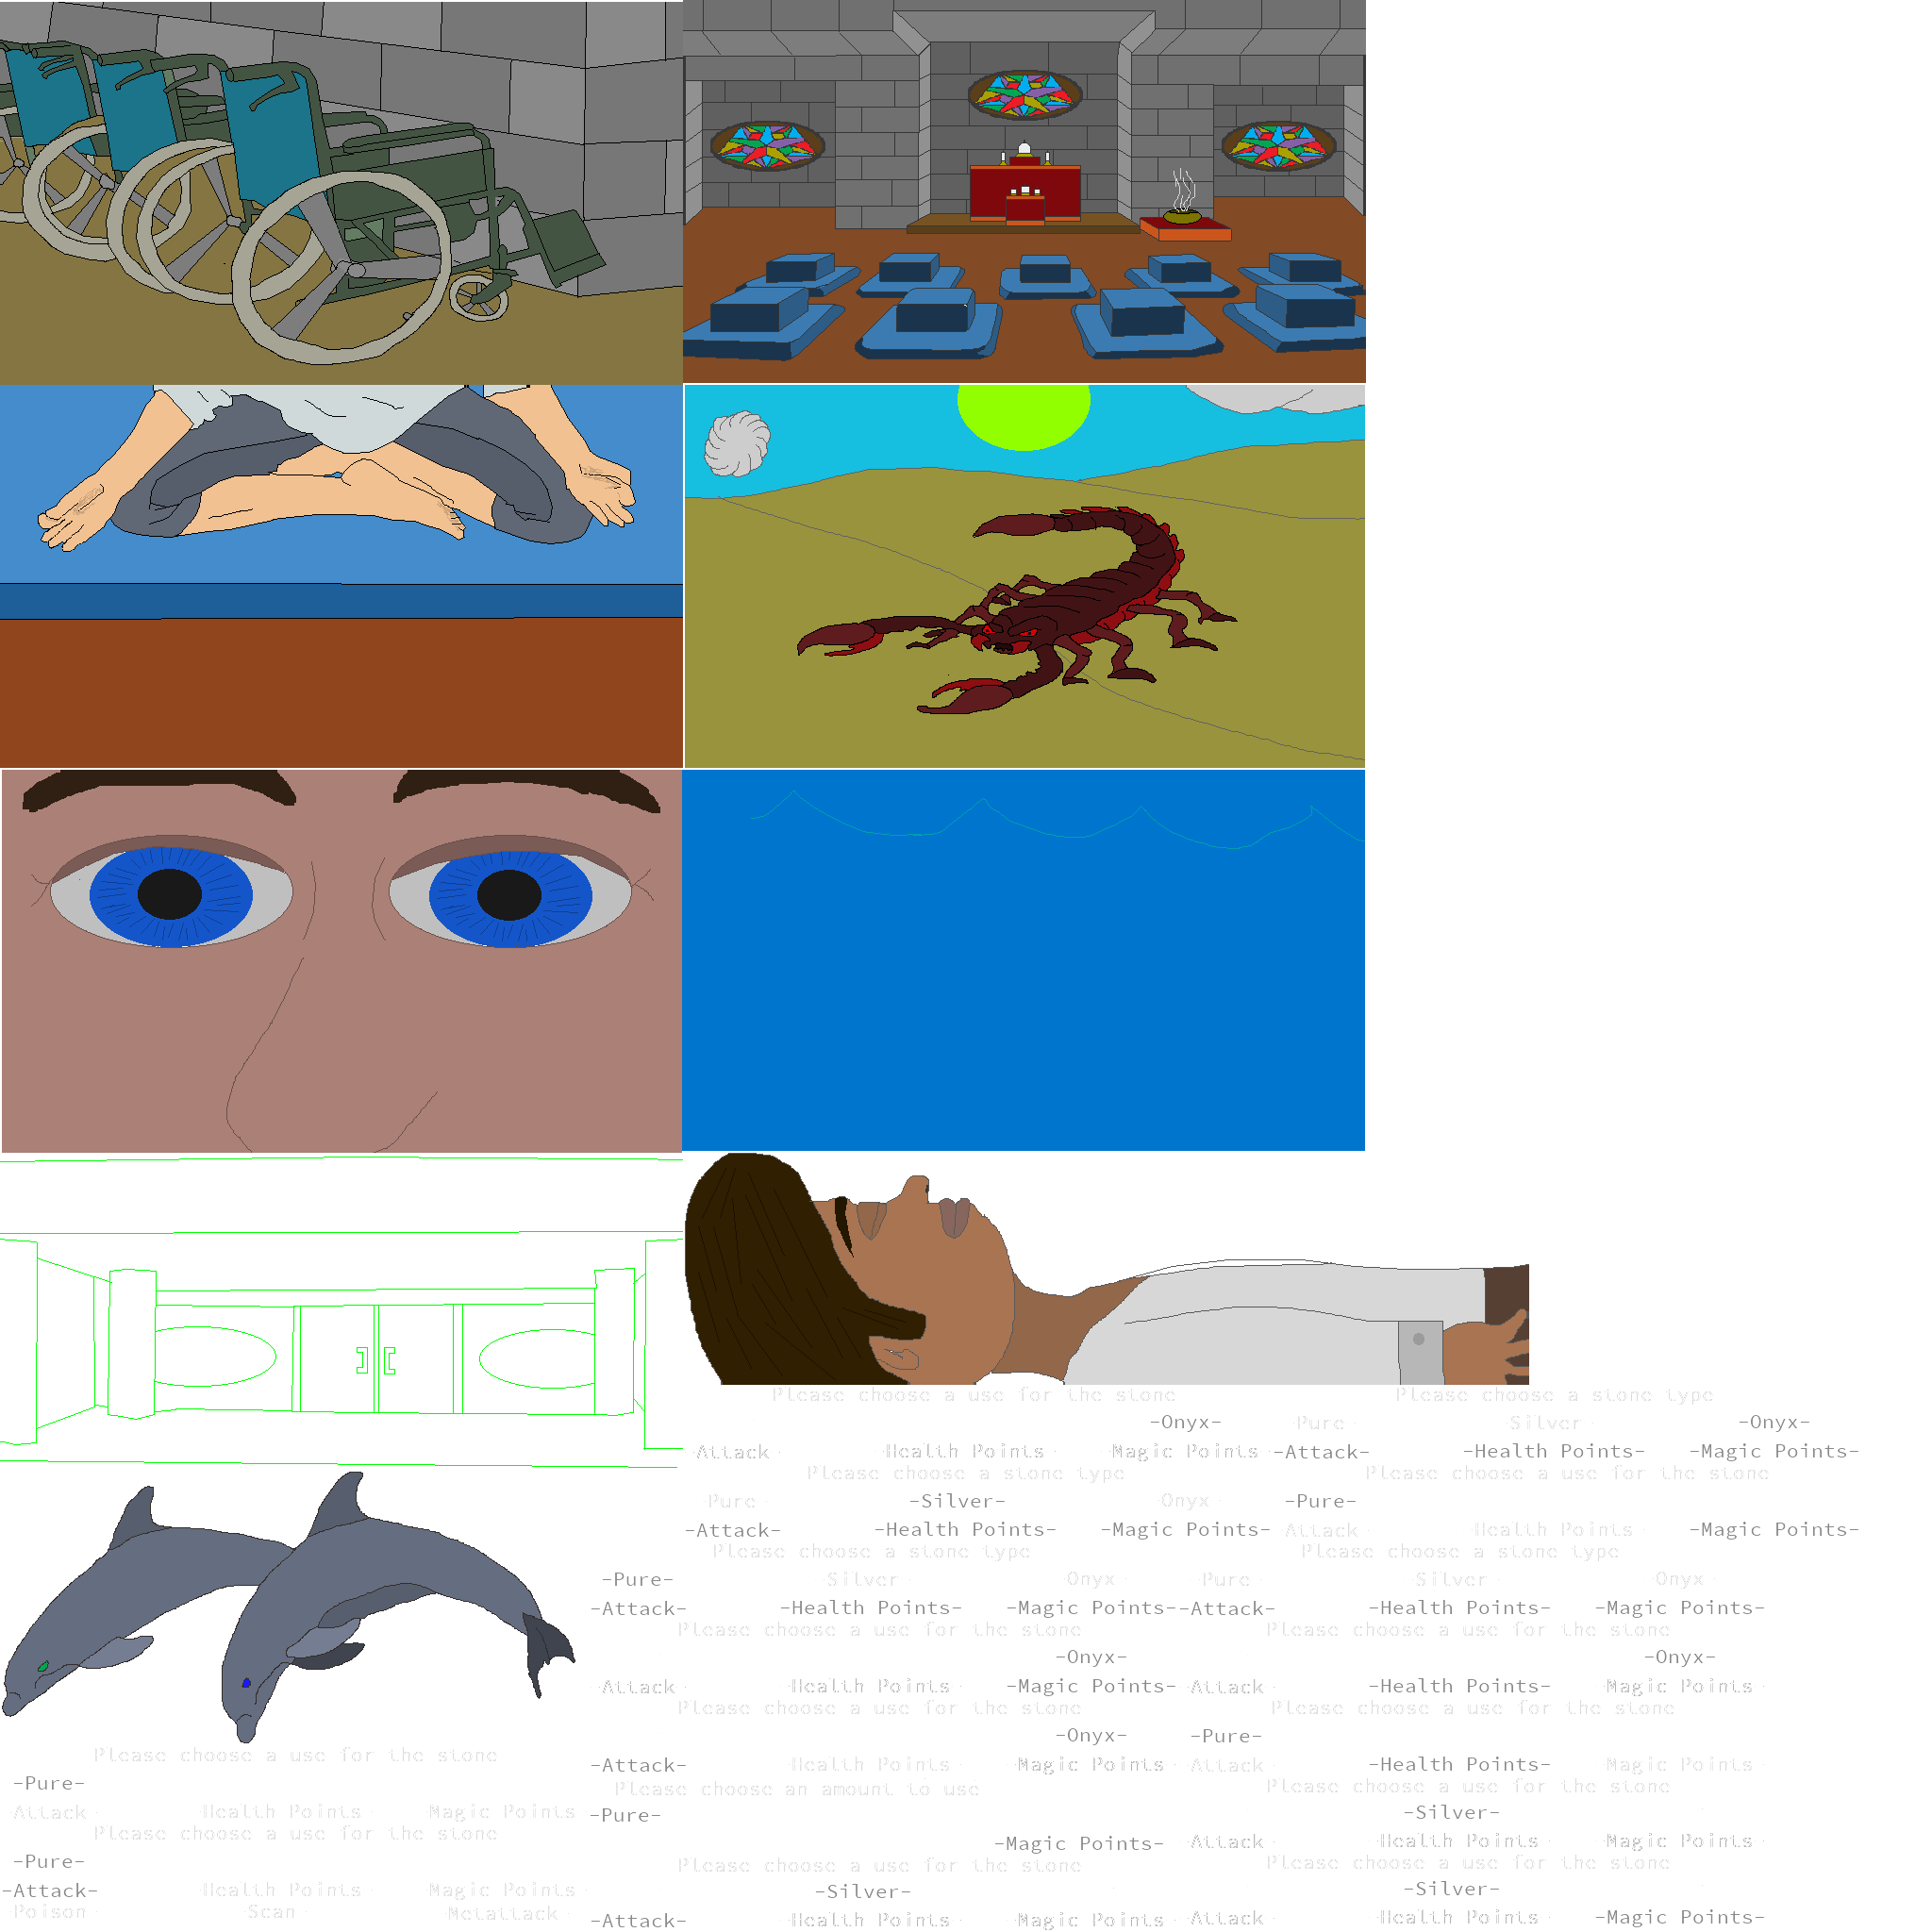 Please choose a use for the stone
Please choose a stone type
-Onyx-
Pure
Silver
-Onyx-
Attack
Health Points
Magic Points
-Attack-
-Health Points-
-Magic Points-
Please choose a stone type
Please choose a use for the stone
Pure
-Silver-
Onyx
-Pure-
-Attack-
-Health Points-
-Magic Points-
Attack
Health Points
-Magic Points-
Please choose a stone type
Please choose a stone type
-Pure-
Silver
Onyx
Pure
Silver
Onyx
-Attack-
-Health Points-
-Magic Points-
-Attack-
-Health Points-
-Magic Points-
Please choose a use for the stone
Please choose a use for the stone
-Onyx-
-Onyx-
Attack
Health Points
-Magic Points-
Attack
-Health Points-
Magic Points
Please choose a use for the stone
Please choose a use for the stone
-Onyx-
-Pure-
Please choose a use for the stone
-Attack-
Health Points
Magic Points
Attack
-Health Points-
Magic Points
-Pure-
Please choose an amount to use
Please choose a use for the stone
Attack
Health Points
Magic Points
-Pure-
-Silver-
Please choose a use for the stone
-Magic Points-
Attack
Health Points
Magic Points
-Pure-
Please choose a use for the stone
Please choose a use for the stone
-Attack-
Health Points
Magic Points
-Silver-
-Silver-
Poison
Scan
Metattack
-Attack-
Health Points
Magic Points
Attack
Health Points
-Magic Points-